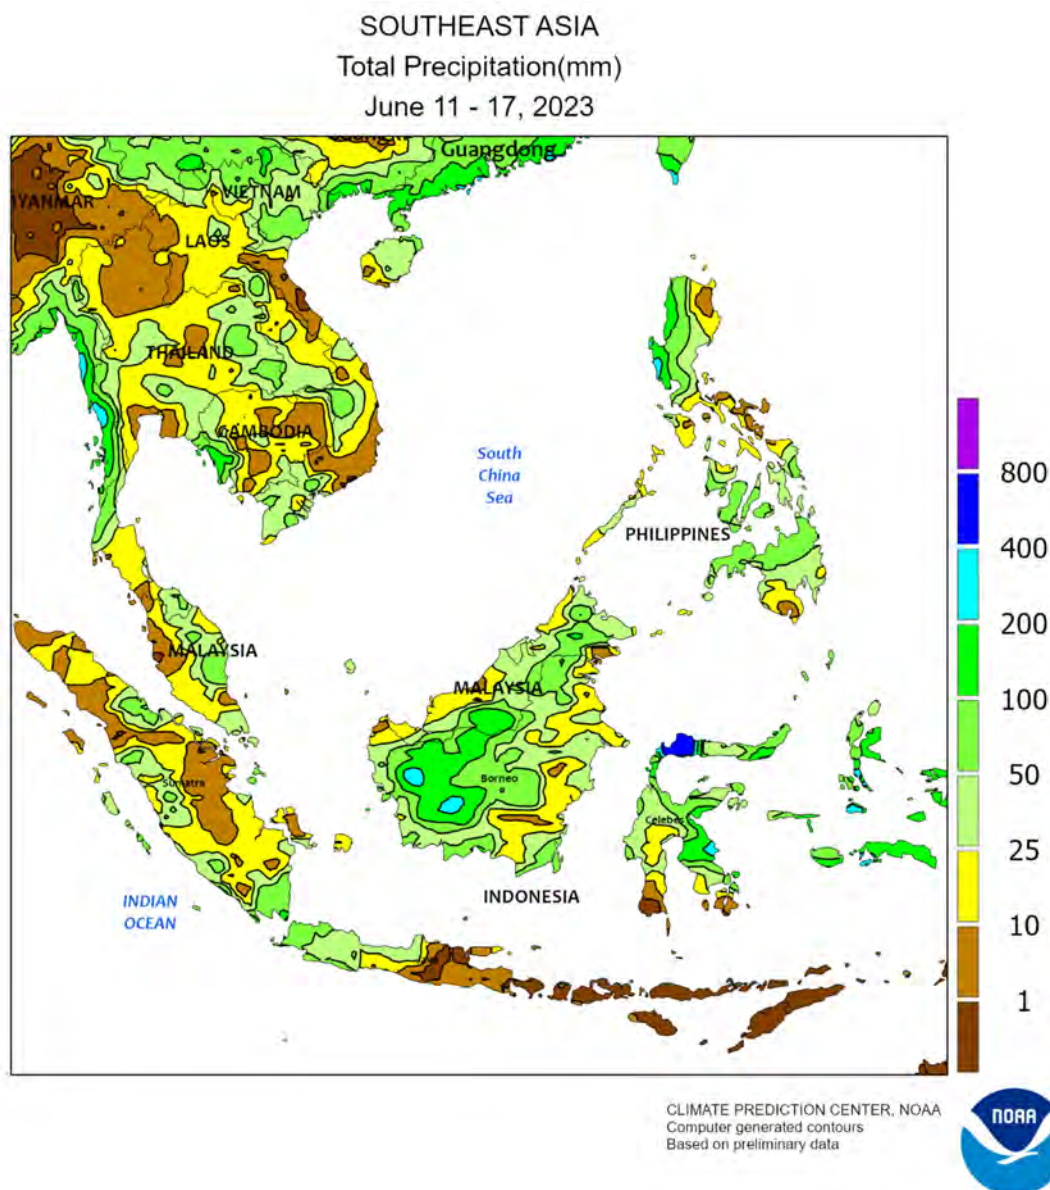 SOUTHEAST ASIA
Total Precipitation(mm)
June 11 - 17, 2023
Guangdong
VIETNAM
YANMAR
LAOS
THAILAND
CAMBODIA
South
China
Sea
PHILIPPINES
MALAYSIA
MALAYSIA
Sumatra
Borneo
Celebes
INDONESIA
INDIAN
OCEAN
800
400
200
100
50
25
10
1
CLIMATE PREDICTION CENTER, NOAA
Computer generated contours
Based on preliminary data
NOAA